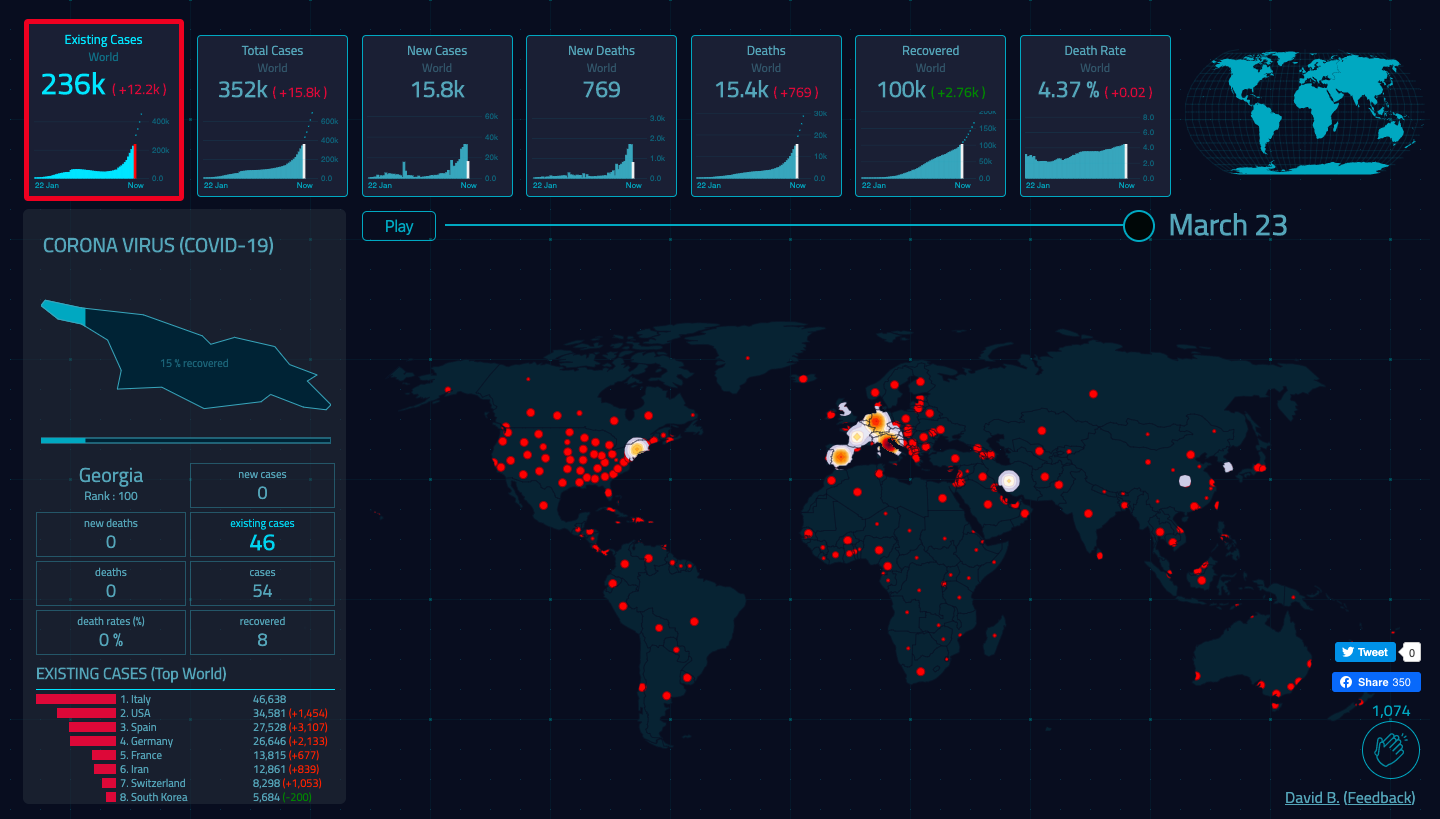 Existing Cases
World
236k ( +12.2k )
400k
200k
0.0
22 Jan Now
Total Cases
World
352k ( +15.8k )
600k
400k
200k
0.0
22 Jan Now
New Cases
World
15.8k
60k
40k
20k
0.0
22 Jan Now
New Deaths
World
769
3.0k
2.0k
1.0k
0.0
22 Jan Now
Deaths
World
15.4k ( +769 )
30k
20k
10k
0.0
22 Jan Now
Recovered
World
100k ( +2.76k )
200k
150k
100k
50k
0.0
22 Jan Now
Death Rate
World
4.37 % ( +0.02 )
8.0
6.0
4.0
2.0
0.0
22 Jan Now
Play
March 23
CORONA VIRUS (COVID-19)
15 % recovered
Georgia
Rank : 100
new cases
0
new deaths
0
existing cases
46
deaths
0
cases
54
death rates (%)
0 %
recovered
8
EXISTING CASES (Top World)
1. Italy 46,638
2. USA 34,581 (+1,454)
3. Spain 27,528 (+3,107)
4. Germany 26,646 (+2,133)
5. France 13,815 (+677)
6. Iran 12,861 (+839)
7. Switzerland 8,298 (+1,053)
8. South Korea 5,684 (-200)
Tweet 0
Share 350
1,074
David B. (Feedback)